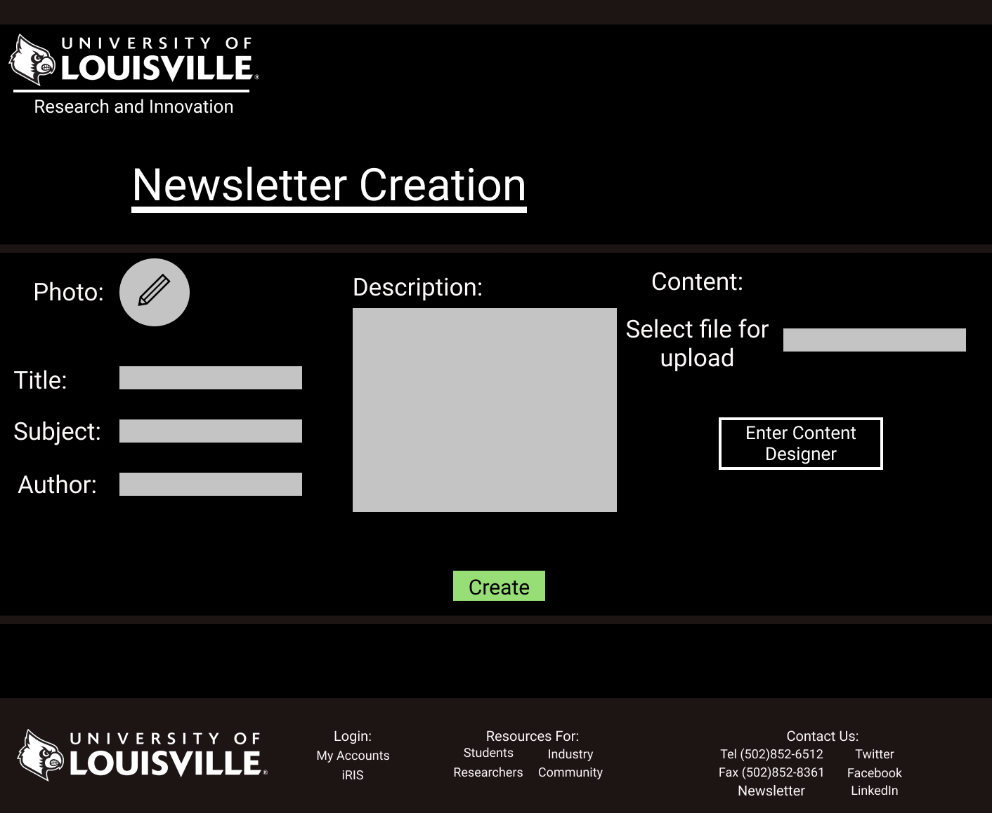 UNIVERSITY OF
LOUISVILLE®
Research and Innovation
Newsletter Creation
Photo:
Title:
Subject:
Author:
Description:
Content:
Select file for
upload
Enter Content
Designer
Create
UNIVERSITY OF
LOUISVILLE®
Login:
My Accounts
iRIS
Resources For:
Students Industry
Researchers Community
Contact Us:
Tel (502)852-6512 Twitter
Fax (502)852-8361 Facebook
Newsletter LinkedIn